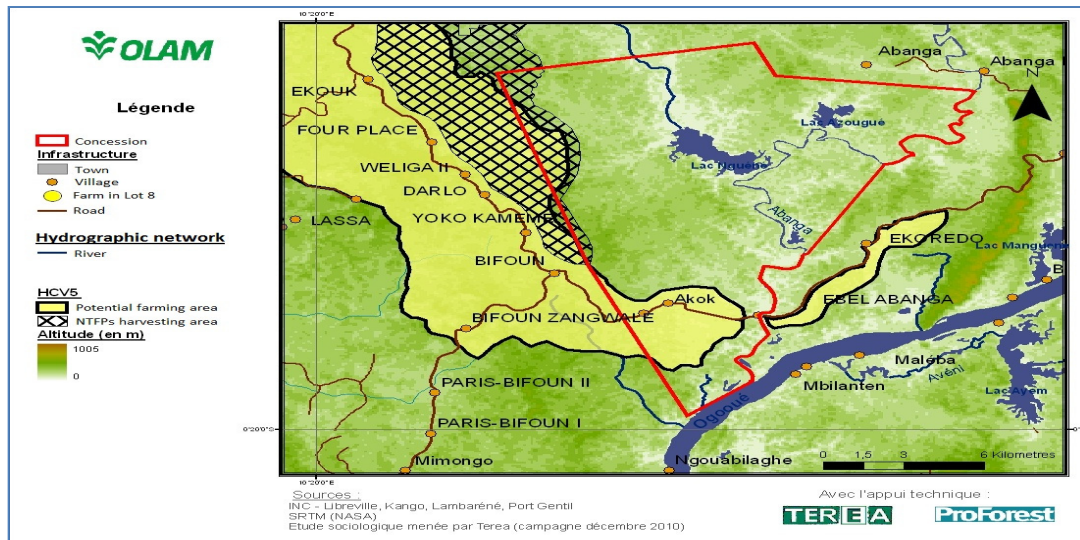 OLAM
Légende
Concession
Infrastructure
Town
Village
Farm in Lot 8
Road
Hydrographic network
River
HCV5
Potential farming area
NTFPs harvesting area
Altitude (en m)
1005
0
10°20'0"E
Abanga
Abanga
N
EKOUK
Lac Azougué
FOUR PLACE
Lac Nguéne
WELIGA II
DARLO
LASSA
YOKO KAMEME
Abanga
EKOREDO
Lac Manguene
BIFOUN
B
Akok
EBEL ABANGA
BIFOUN ZANGWALE
Maléba
Avéni
PARIS-BIFOUN II
Mbilanten
Lac Ayem
Ogooué
0°20'S
PARIS-BIFOUN I
Mimongo
Ngouabilaghe
0 1,5 3 6 Kilometres
10°20'0"E
Sources :
INC - Libreville, Kango, Lambaréné, Port Gentil
SRTM (NASA)
Etude sociologique menée par Terea (campagne décembre 2010)
Avec l'appui technique :
TEREA
ProForest